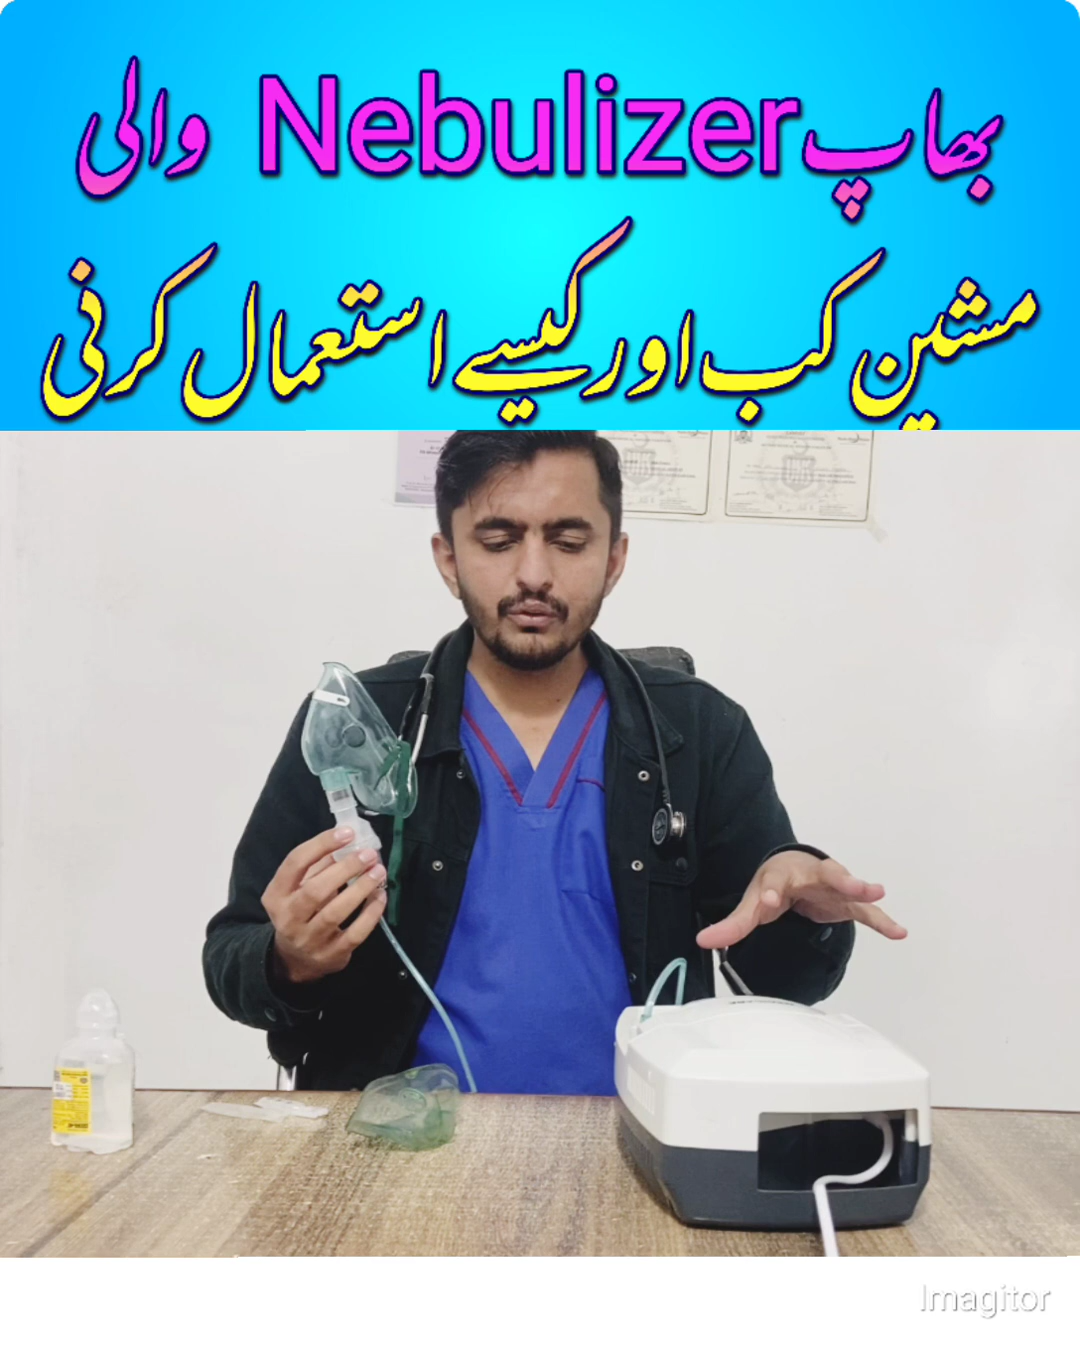 بھاپ Nebulizer والی
مشین کب اور کیسے استعمال کرنی
Imagitor